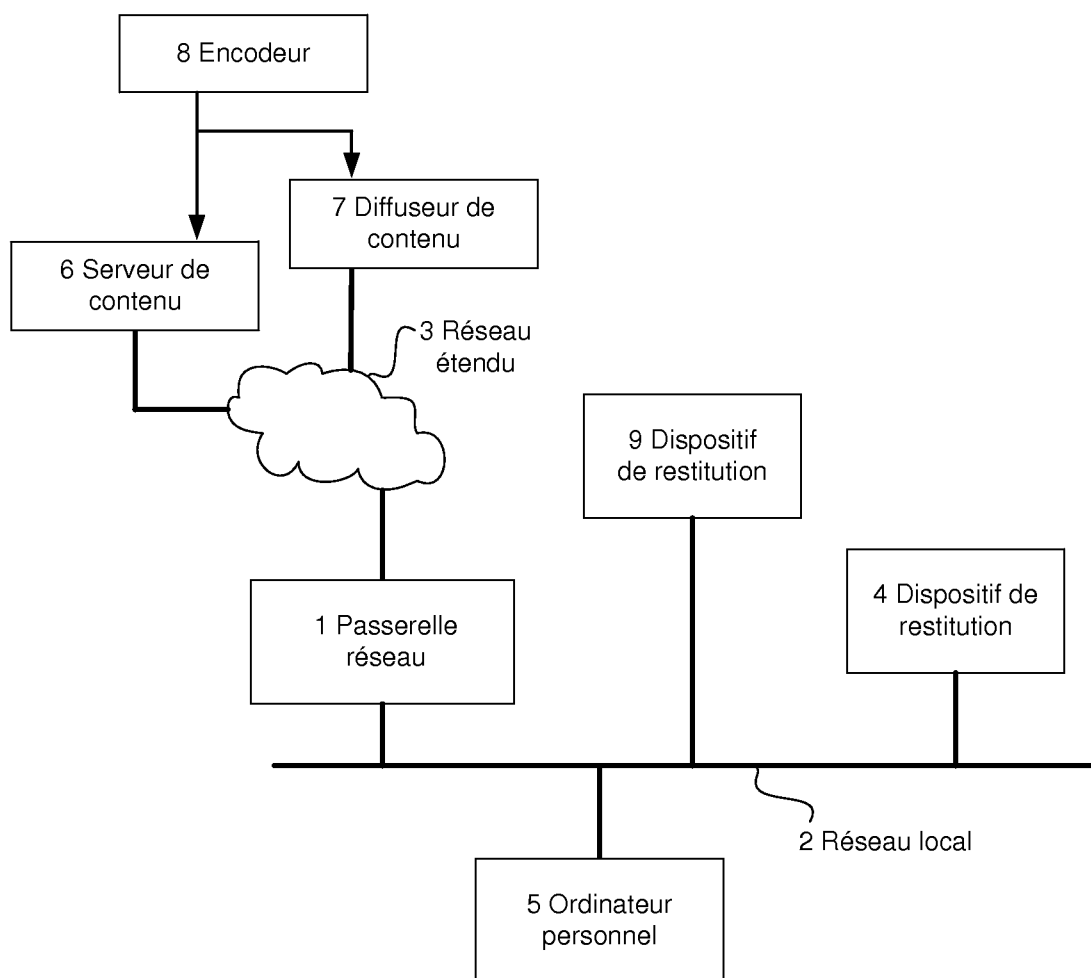 8 Encodeur
7 Diffuseur de
contenu
6 Serveur de
contenu
3 Réseau
étendu
9 Dispositif
de restitution
4 Dispositif de
restitution
1 Passerelle
réseau
2 Réseau local
5 Ordinateur
personnel